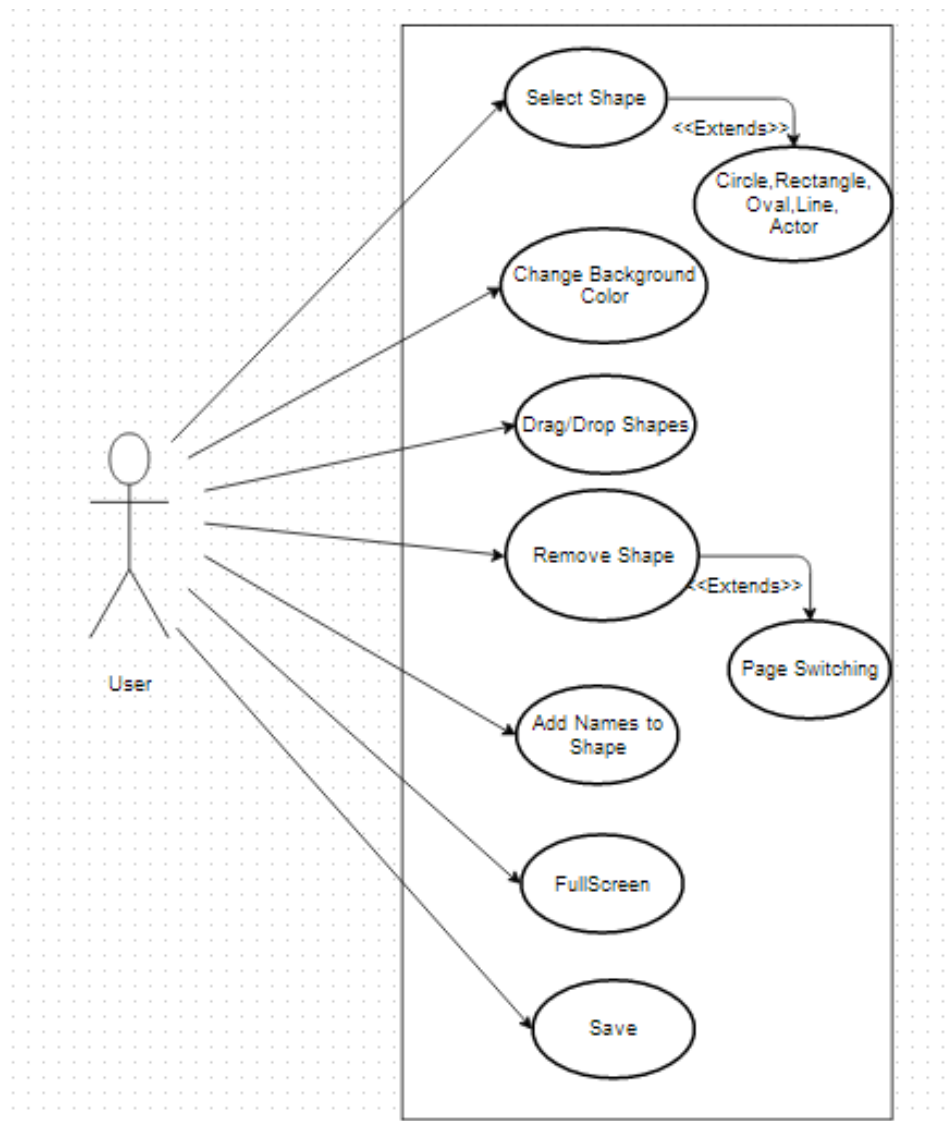 Select Shape
<<Extends>>
Circle,Rectangle,
Oval,Line,
Actor
Change Background
Color
Drag/Drop Shapes
Remove Shape
<<Extends>>
Page Switching
User
Add Names to
Shape
FullScreen
Save